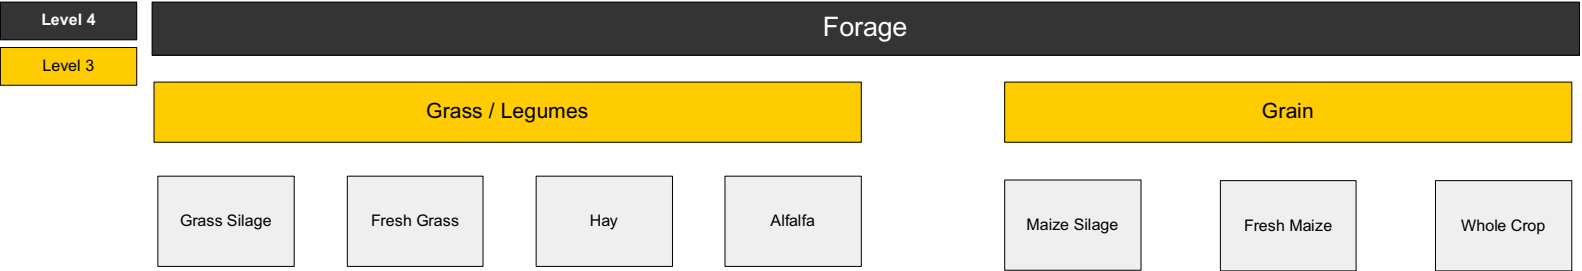 Level 4
Forage
Level 3
Grass / Legumes
Grain
Grass Silage
Fresh Grass
Hay
Alfalfa
Maize Silage
Fresh Maize
Whole Crop